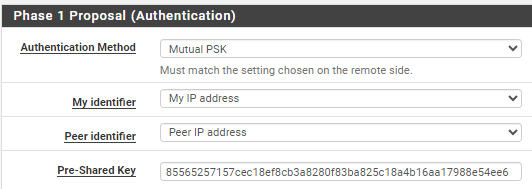 Phase 1 Proposal (Authentication)
Authentication Method
Mutual PSK
Must match the setting chosen on the remote side.
My identifier
My IP address
Peer identifier
Peer IP address
Pre-Shared Key
85565257157cec18ef8cb3a8280f83ba825c18a4b16aa17988e54ee6